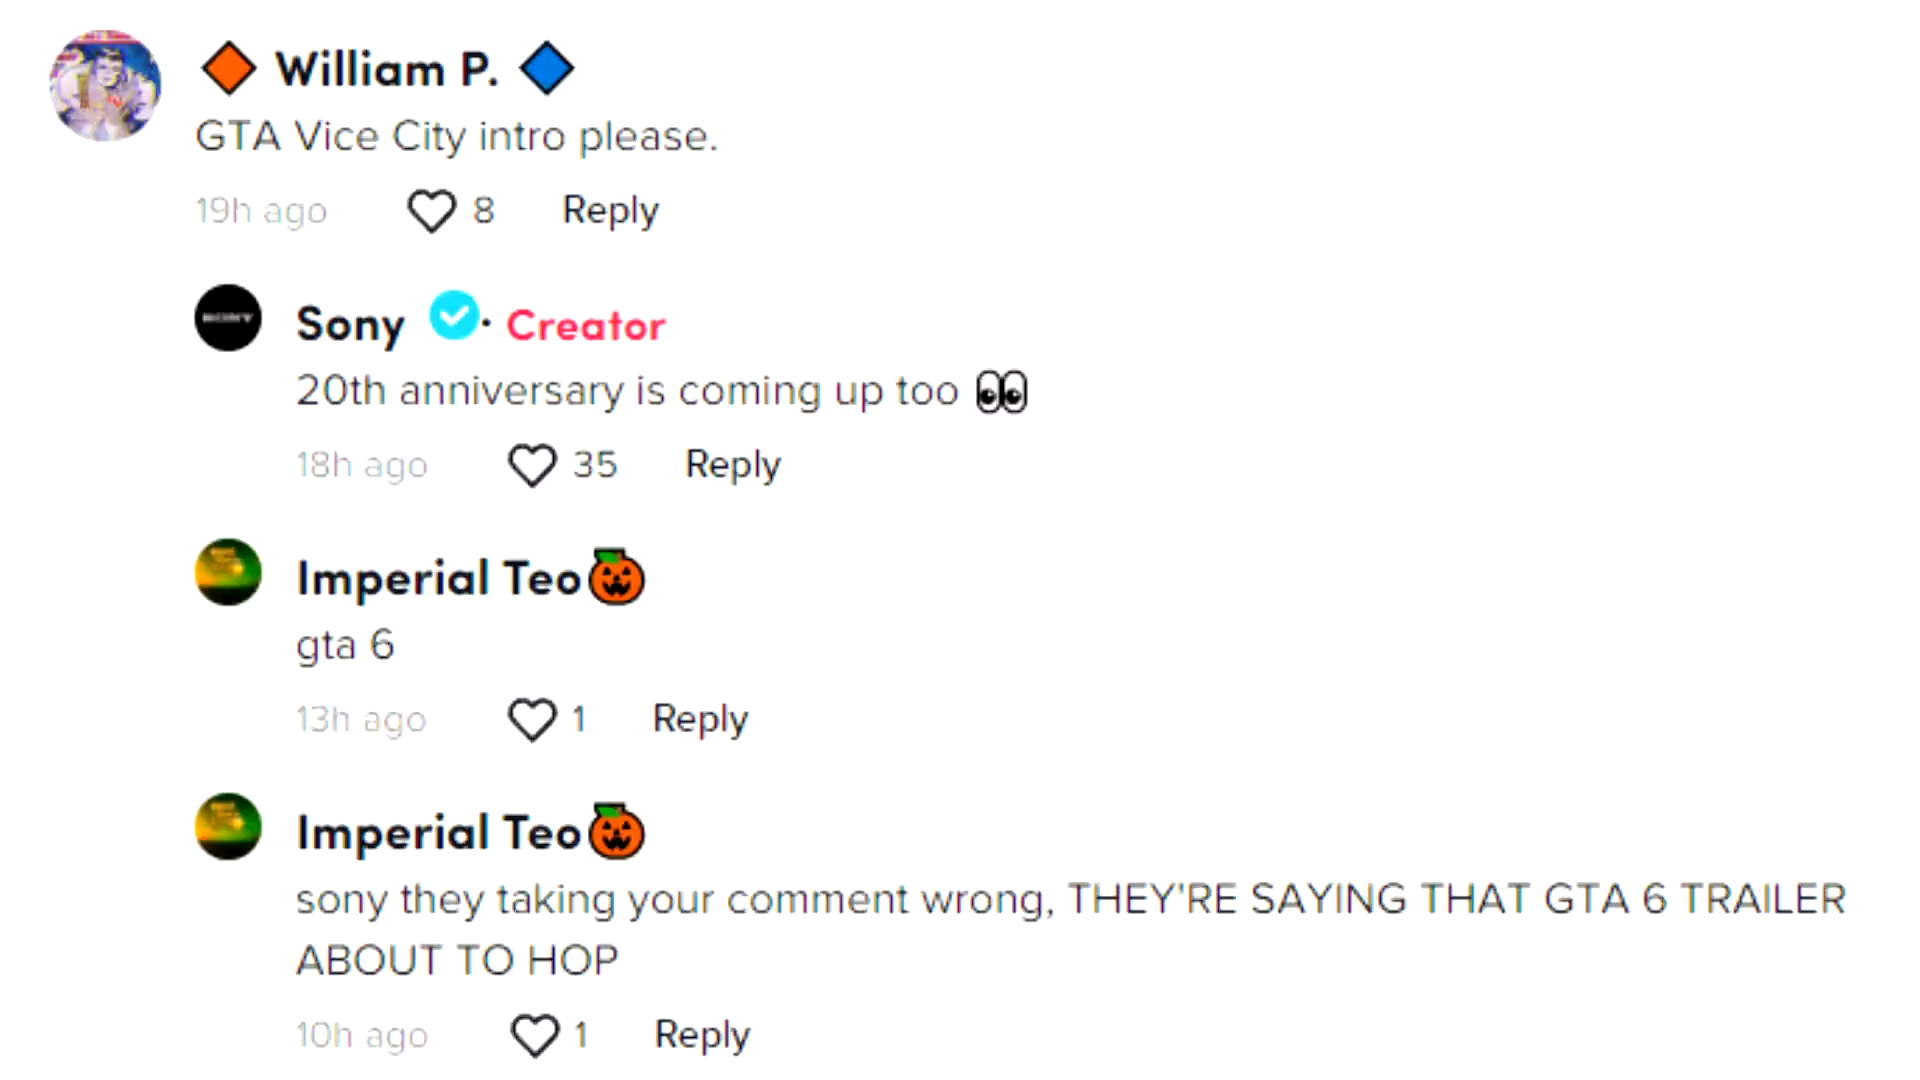 🔶 William P. 🔷
GTA Vice City intro please.
19h ago 8 Reply
SONY
Sony · Creator
20th anniversary is coming up too 👀
18h ago 35 Reply
Imperial Teo🎃
gta 6
13h ago 1 Reply
Imperial Teo🎃
sony they taking your comment wrong, THEY'RE SAYING THAT GTA 6 TRAILER
ABOUT TO HOP
10h ago 1 Reply